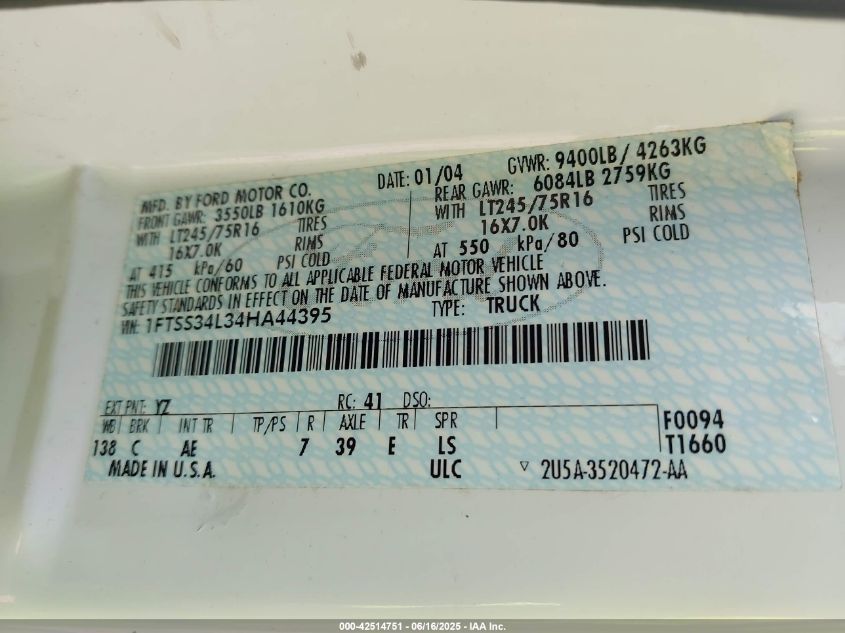 MFD. BY FORD MOTOR CO.
DATE: 01/04
GVWR: 9400LB/ 4263KG
FRONT GAWR: 3550LB 1610KG
REAR GAWR: 6084LB 2759KG
WITH LT245/75R16 TIRES
WITH LT245/75R16 TIRES
16X7.0K RIMS
16X7.0K RIMS
AT 415 kPa/60 PSI COLD
AT 550 kPa/80 PSI COLD
THIS VEHICLE CONFORMS TO ALL APPLICABLE FEDERAL MOTOR VEHICLE
SAFETY STANDARDS IN EFFECT ON THE DATE OF MANUFACTURE SHOWN ABOVE.
VIN: 1FTSS34L34HA44395
TYPE: TRUCK
EXT PNT: YZ RC: 41 DSO:
WB BRK INT TR TP/PS R AXLE TR SPR
F0094
138 C AE 7 39 E LS
T1660
MADE IN U.S.A. ULC ▽ 2U5A-3520472-AA
000-42514751 - 06/16/2025 - IAA Inc.